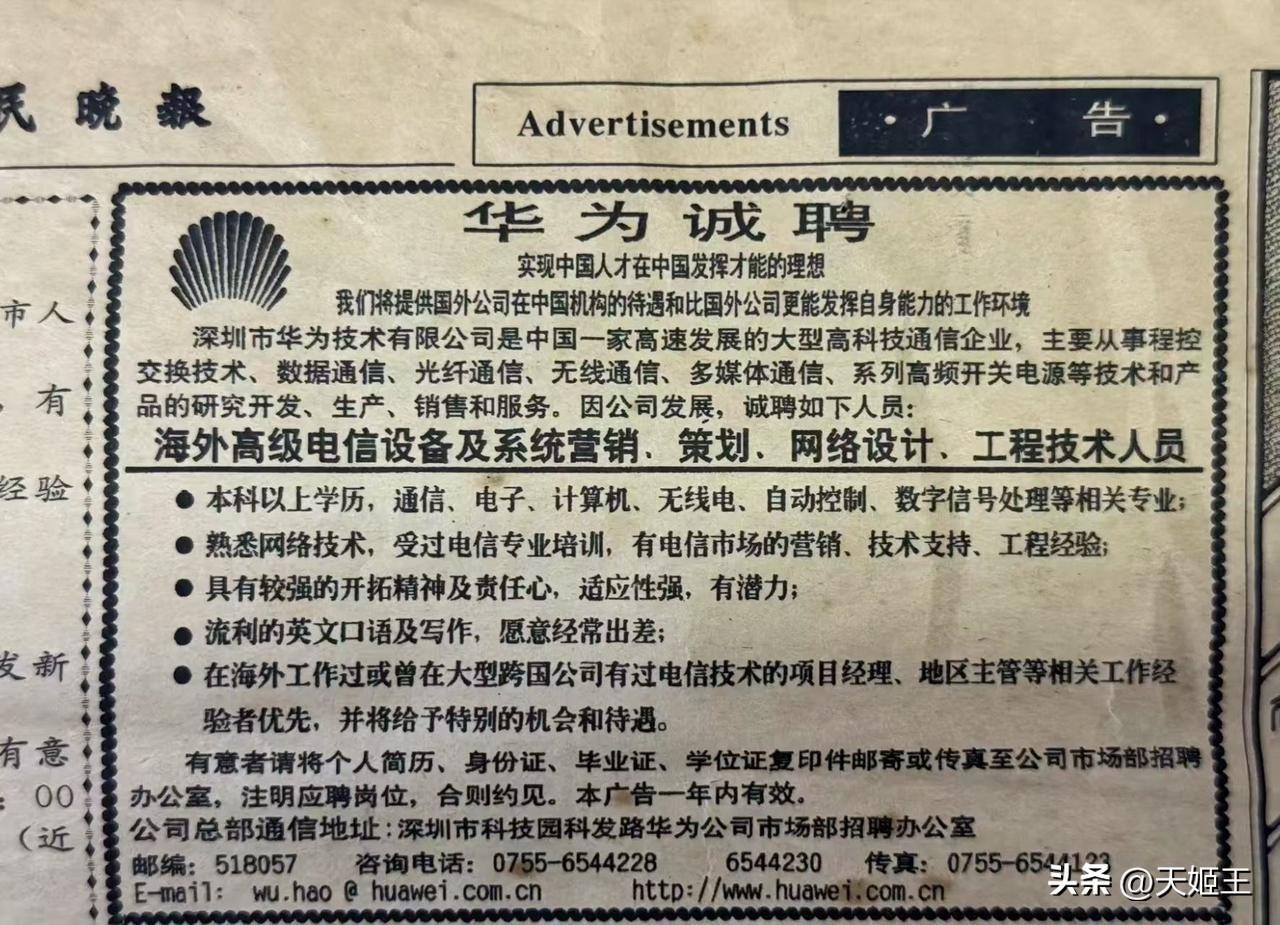 民晚报
Advertisements
·广告·
市人
，有
经验
发新
有意
：00
（近
华为诚聘
实现中国人才在中国发挥才能的理想
我们将提供国外公司在中国机构的待遇和比国外公司更能发挥自身能力的工作环境
深圳市华为技术有限公司是中国一家高速发展的大型高科技通信企业，主要从事程控
交换技术、数据通信、光纤通信、无线通信、多媒体通信、系列高频开关电源等技术和产
品的研究开发、生产、销售和服务。因公司发展，诚聘如下人员：
海外高级电信设备及系统营销、策划、网络设计、工程技术人员
● 本科以上学历，通信、电子、计算机、无线电、自动控制、数字信号处理等相关专业；
● 熟悉网络技术，受过电信专业培训，有电信市场的营销、技术支持、工程经验；
● 具有较强的开拓精神及责任心，适应性强，有潜力；
● 流利的英文口语及写作，愿意经常出差；
● 在海外工作过或曾在大型跨国公司有过电信技术的项目经理、地区主管等相关工作经
验者优先，并将给予特别的机会和待遇。
有意者请将个人简历、身份证、毕业证、学位证复印件邮寄或传真至公司市场部招聘
办公室，注明应聘岗位，合则约见。本广告一年内有效。
公司总部通信地址：深圳市科技园科发路华为公司市场部招聘办公室
邮编：518057 咨询电话：0755-6544228 6544230 传真：0755-6544123
E-mail: wu.hao @ huawei.com.cn http://www.huawei.com.cn
头条 @天姬王